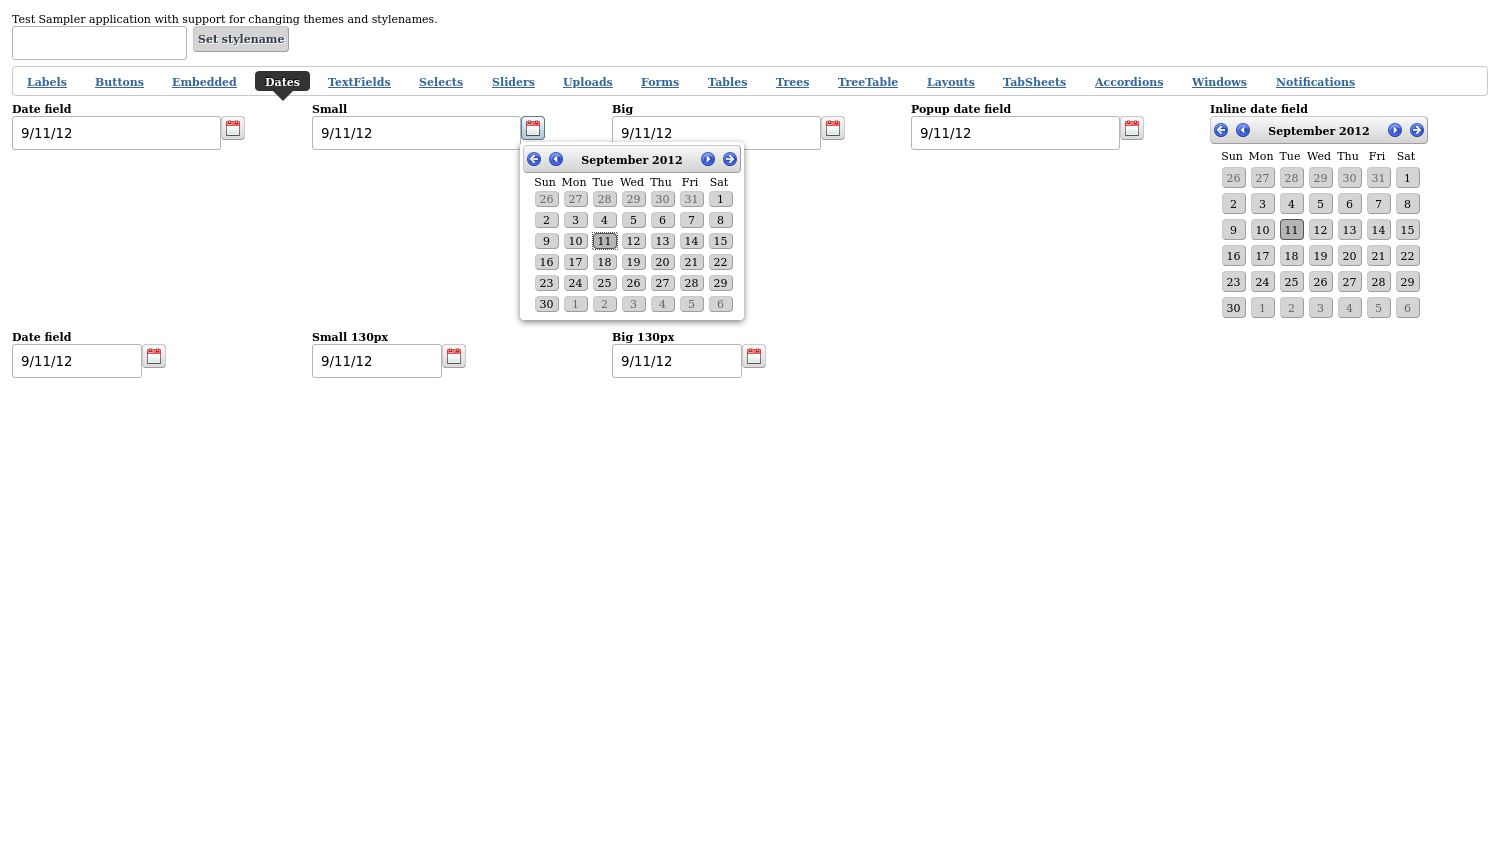 Test Sampler application with support for changing themes and stylenames.
Set stylename
Labels Buttons Embedded Dates TextFields Selects Sliders Uploads Forms Tables Trees TreeTable Layouts TabSheets Accordions Windows Notifications
Date field Small Big Popup date field Inline date field
9/11/12 9/11/12 9/11/12 9/11/12
September 2012
Sun Mon Tue Wed Thu Fri Sat
26 27 28 29 30 31 1
2 3 4 5 6 7 8
9 10 11 12 13 14 15
16 17 18 19 20 21 22
23 24 25 26 27 28 29
30 1 2 3 4 5 6
September 2012
Sun Mon Tue Wed Thu Fri Sat
26 27 28 29 30 31 1
2 3 4 5 6 7 8
9 10 11 12 13 14 15
16 17 18 19 20 21 22
23 24 25 26 27 28 29
30 1 2 3 4 5 6
Date field Small 130px Big 130px
9/11/12 9/11/12 9/11/12